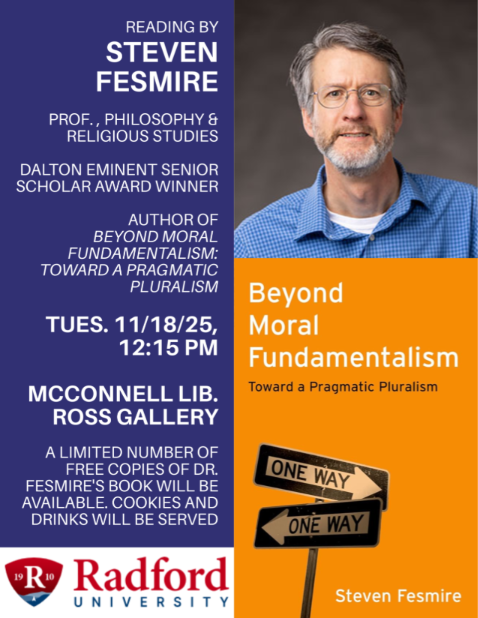 READING BY
STEVEN
FESMIRE
PROF. , PHILOSOPHY &
RELIGIOUS STUDIES
DALTON EMINENT SENIOR
SCHOLAR AWARD WINNER
AUTHOR OF
BEYOND MORAL
FUNDAMENTALISM:
TOWARD A PRAGMATIC
PLURALISM
TUES. 11/18/25,
12:15 PM
MCCONNELL LIB.
ROSS GALLERY
A LIMITED NUMBER OF
FREE COPIES OF DR.
FESMIRE'S BOOK WILL BE
AVAILABLE. COOKIES AND
DRINKS WILL BE SERVED
19 R 10
Radford
UNIVERSITY
Beyond
Moral
Fundamentalism
Toward a Pragmatic Pluralism
ONE WAY
ONE WAY
Steven Fesmire